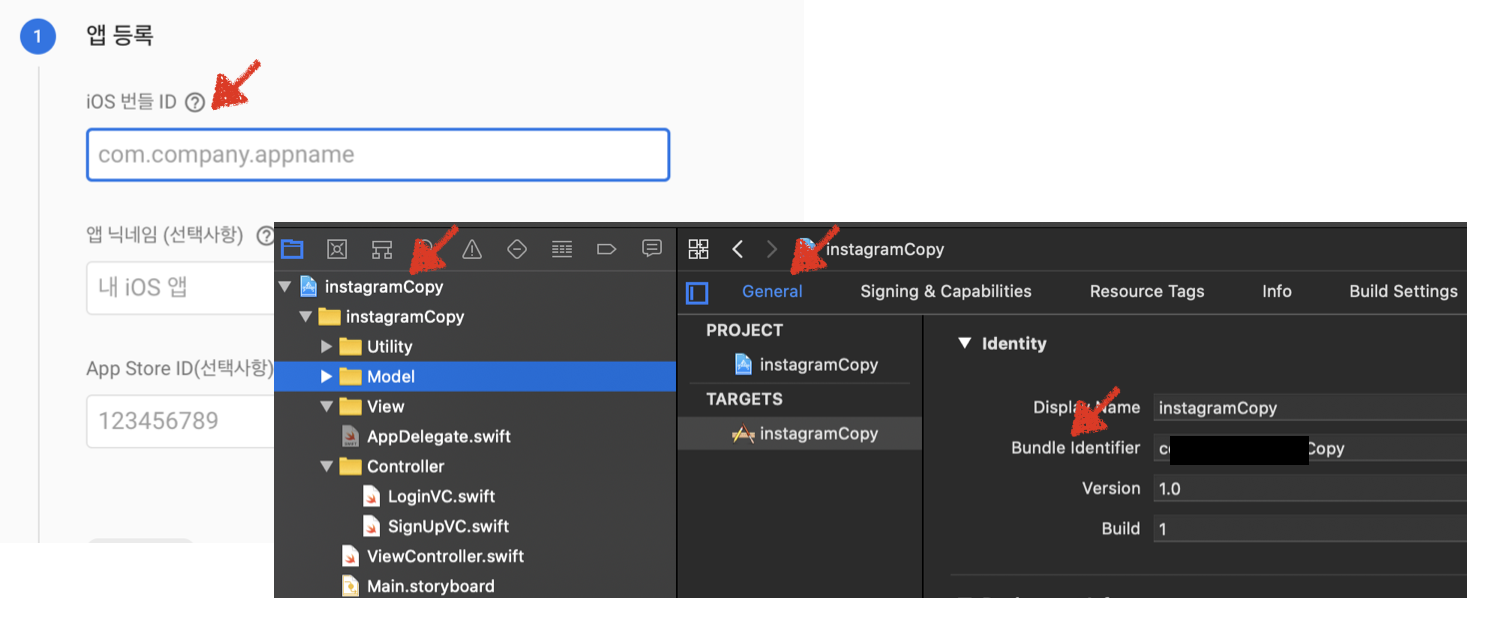 1 앱 등록
iOS 번들 ID ?
com.company.appname
앱 닉네임 (선택사항) ?
내 iOS 앱
App Store ID(선택사항)
123456789
instagramCopy
instagramCopy
Utility
Model
View
AppDelegate.swift
Controller
LoginVC.swift
SignUpVC.swift
ViewController.swift
Main.storyboard
instagramCopy
General Signing & Capabilities Resource Tags Info Build Settings
PROJECT
instagramCopy
TARGETS
instagramCopy
Identity
Display Name instagramCopy
Bundle Identifier c Copy
Version 1.0
Build 1